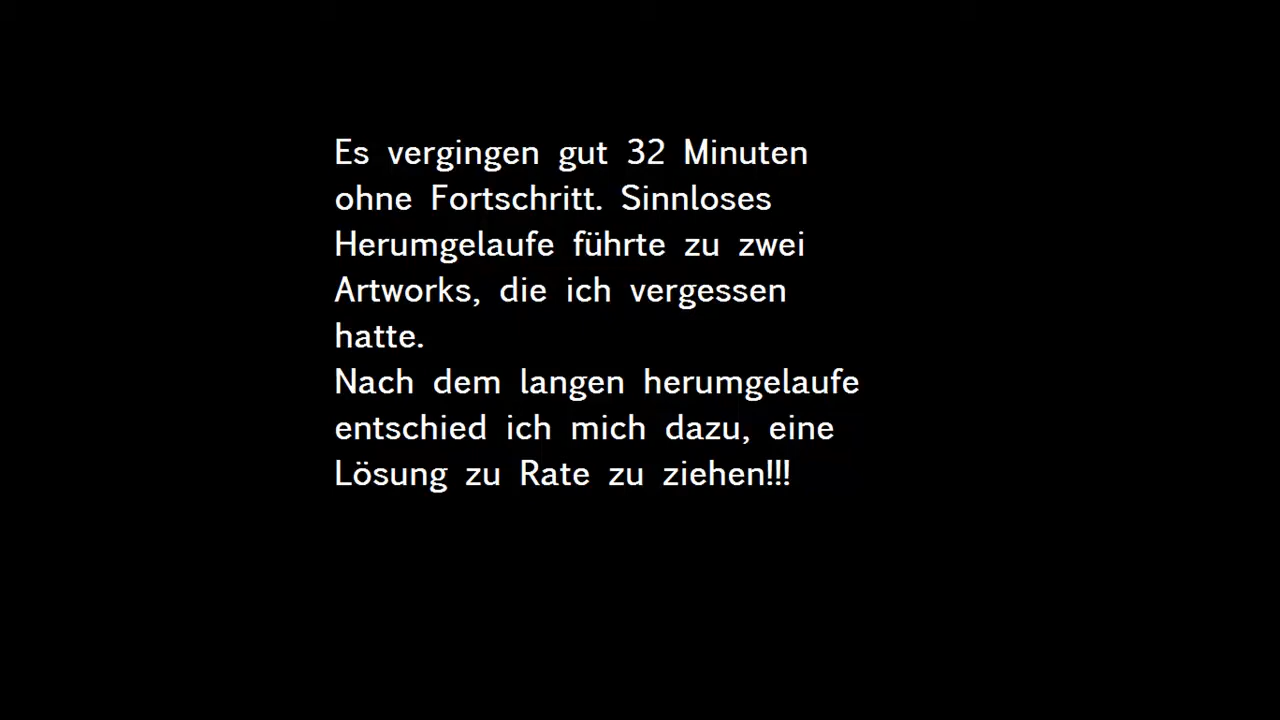 Es vergingen gut 32 Minuten
ohne Fortschritt. Sinnloses
Herumgelaufe führte zu zwei
Artworks, die ich vergessen
hatte.
Nach dem langen herumgelaufe
entschied ich mich dazu, eine
Lösung zu Rate zu ziehen!!!